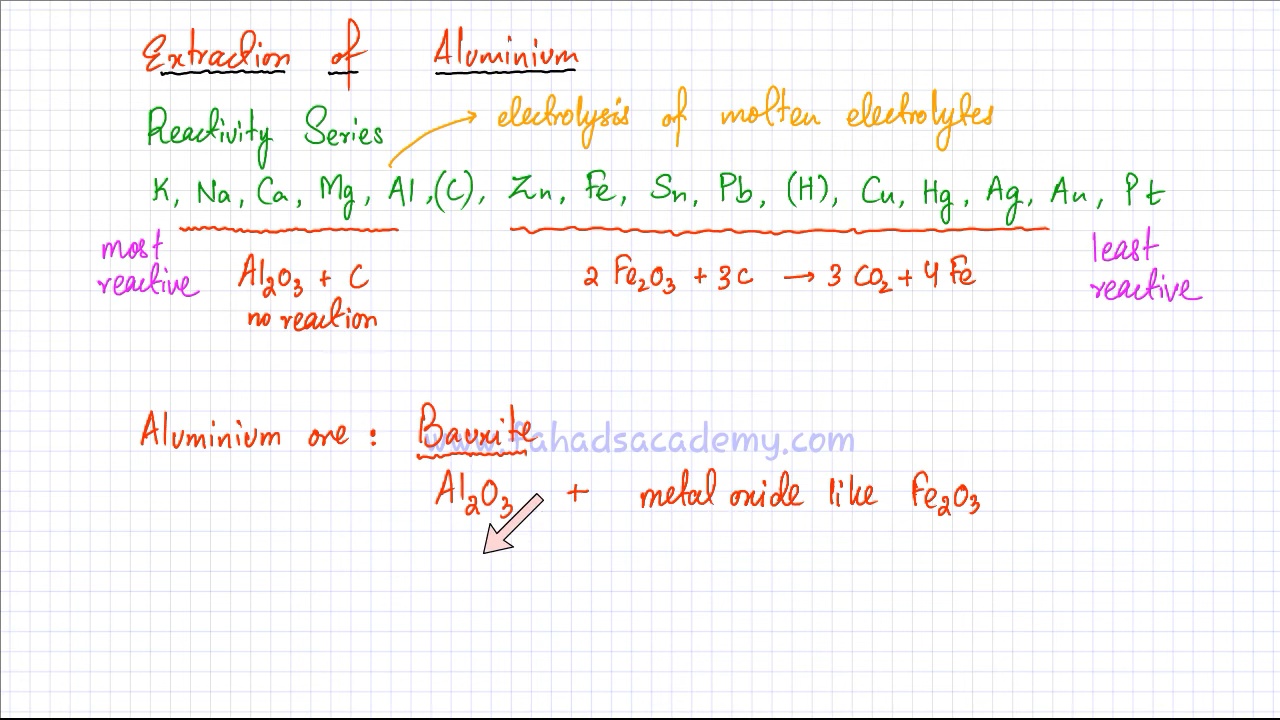 Extraction of Aluminium
Reactivity Series
electrolysis of molten electrolytes
K, Na, Ca, Mg, Al, (C), Zn, Fe, Sn, Pb, (H), Cu, Hg, Ag, Au, Pt
most reactive
least reactive
Al₂O₃ + C
no reaction
2 Fe₂O₃ + 3C → 3 CO₂ + 4 Fe
Aluminium ore : Bauxite
www.fahadsacademy.com
Al₂O₃ + metal oxide like Fe₂O₃